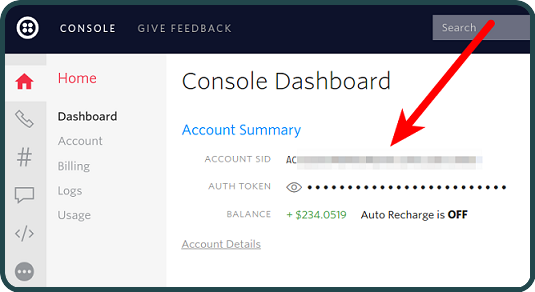 CONSOLE GIVE FEEDBACK Search
Home
Console Dashboard
Dashboard
Account Summary
Account
ACCOUNT SID AC
Billing
AUTH TOKEN
Logs
BALANCE + $234.0519 Auto Recharge is OFF
Usage
Account Details